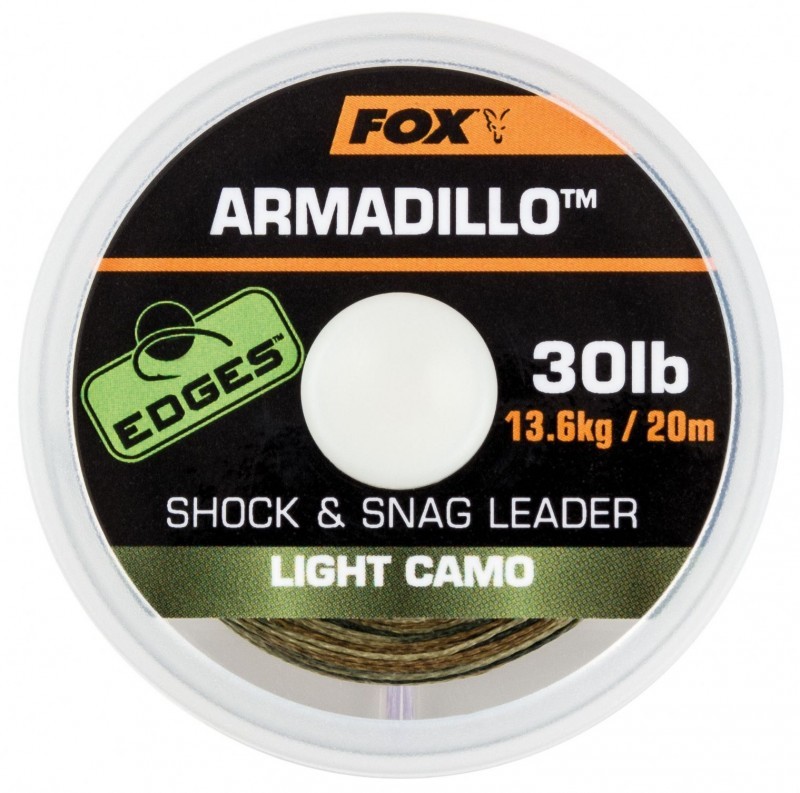 FOX
ARMADILLO™
EDGES™
30lb
13.6kg / 20m
SHOCK & SNAG LEADER
LIGHT CAMO